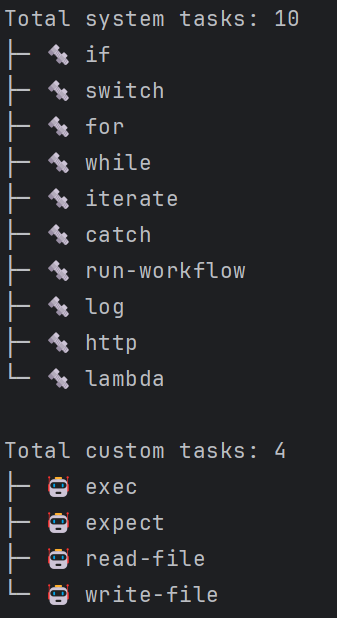 Total system tasks: 10
├─ 🔩 if
├─ 🔩 switch
├─ 🔩 for
├─ 🔩 while
├─ 🔩 iterate
├─ 🔩 catch
├─ 🔩 run-workflow
├─ 🔩 log
├─ 🔩 http
└─ 🔩 lambda
Total custom tasks: 4
├─ 🤖 exec
├─ 🤖 expect
├─ 🤖 read-file
└─ 🤖 write-file